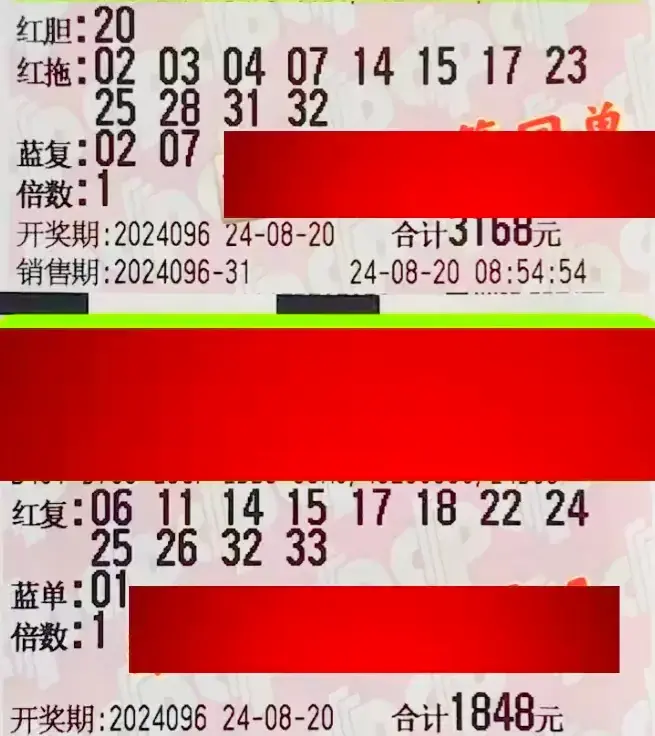 红胆:20
红拖:02 03 04 07 14 15 17 23
25 28 31 32
蓝复:02 07
倍数:1
开奖期:2024096 24-08-20 合计3168元
销售期:2024096-31 24-08-20 08:54:54
红复:06 11 14 15 17 18 22 24
25 26 32 33
蓝单:01
倍数:1
开奖期:2024096 24-08-20 合计1848元